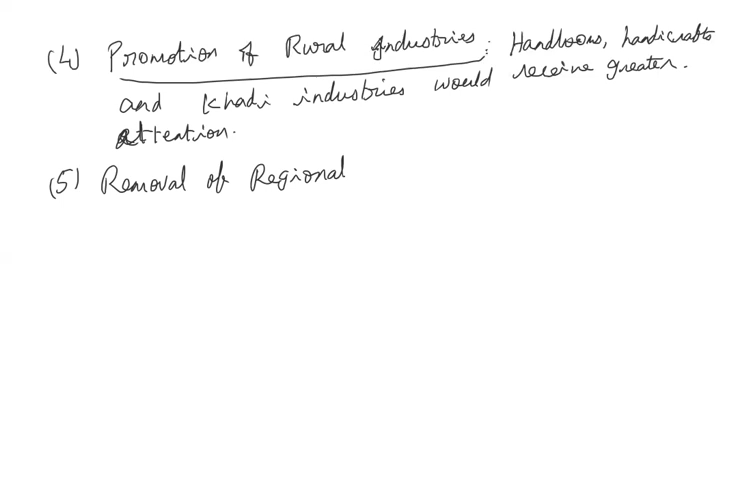 (4) Promotion of Rural Industries: Handlooms, handicrafts
and Khadi industries would receive greater.
attention.
(5) Removal of Regional